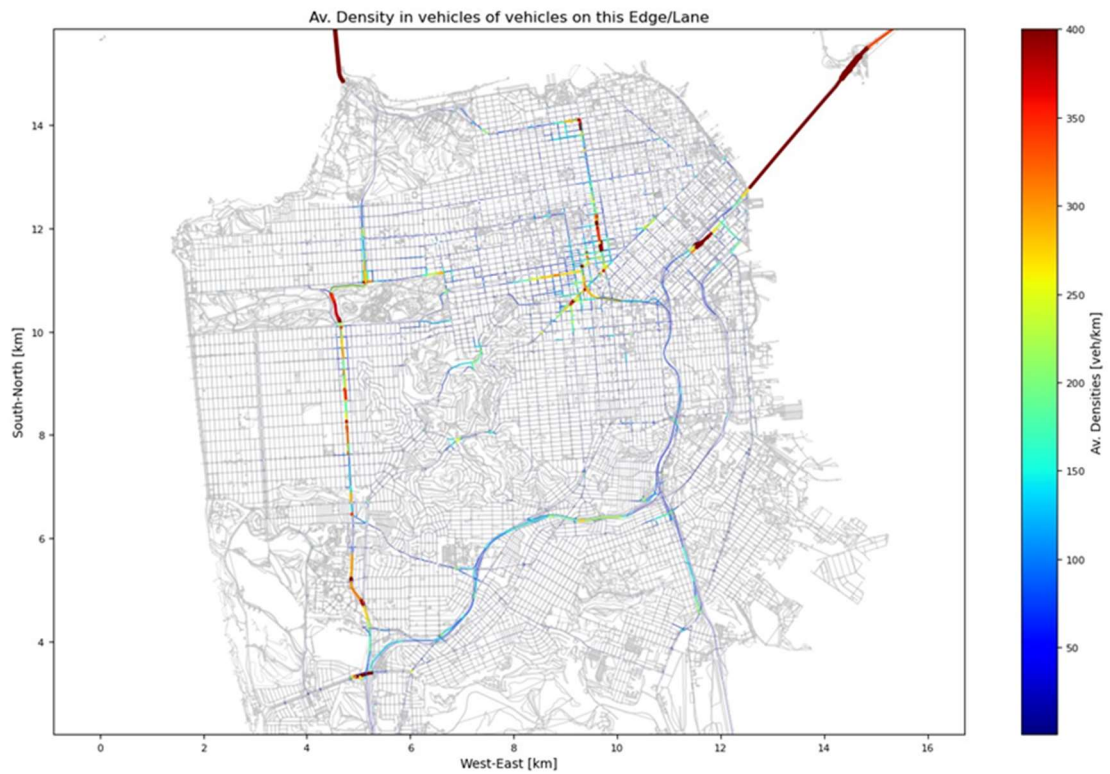 Av. Density in vehicles of vehicles on this Edge/Lane
400
350
300
250
200
150
100
50
Av. Densities [veh/km]
14
12
10
8
6
4
South-North [km]
0 2 4 6 8 10 12 14 16
West-East [km]